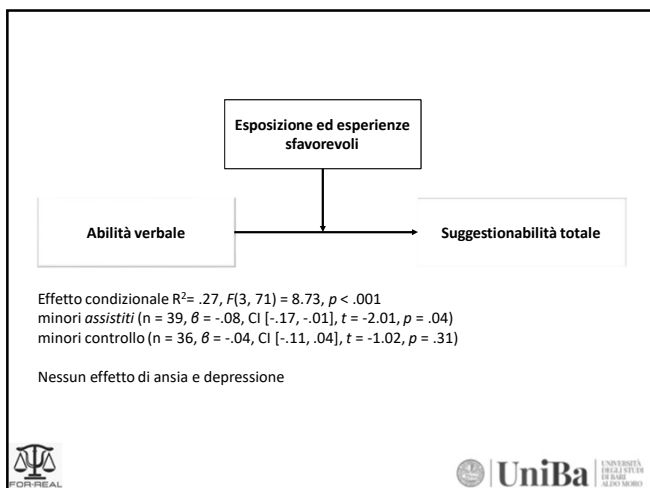 Esposizione ed esperienze
sfavorevoli
Abilità verbale
Suggestionabilità totale
Effetto condizionale R²= .27, F(3, 71) = 8.73, p < .001
minori assistiti (n = 39, β = -.08, CI [-.17, -.01], t = -2.01, p = .04)
minori controllo (n = 36, β = -.04, CI [-.11, .04], t = -1.02, p = .31)
Nessun effetto di ansia e depressione
FOR-REAL
UniBa
UNIVERSITÀ
DEGLI STUDI
DI BARI
ALDO MORO